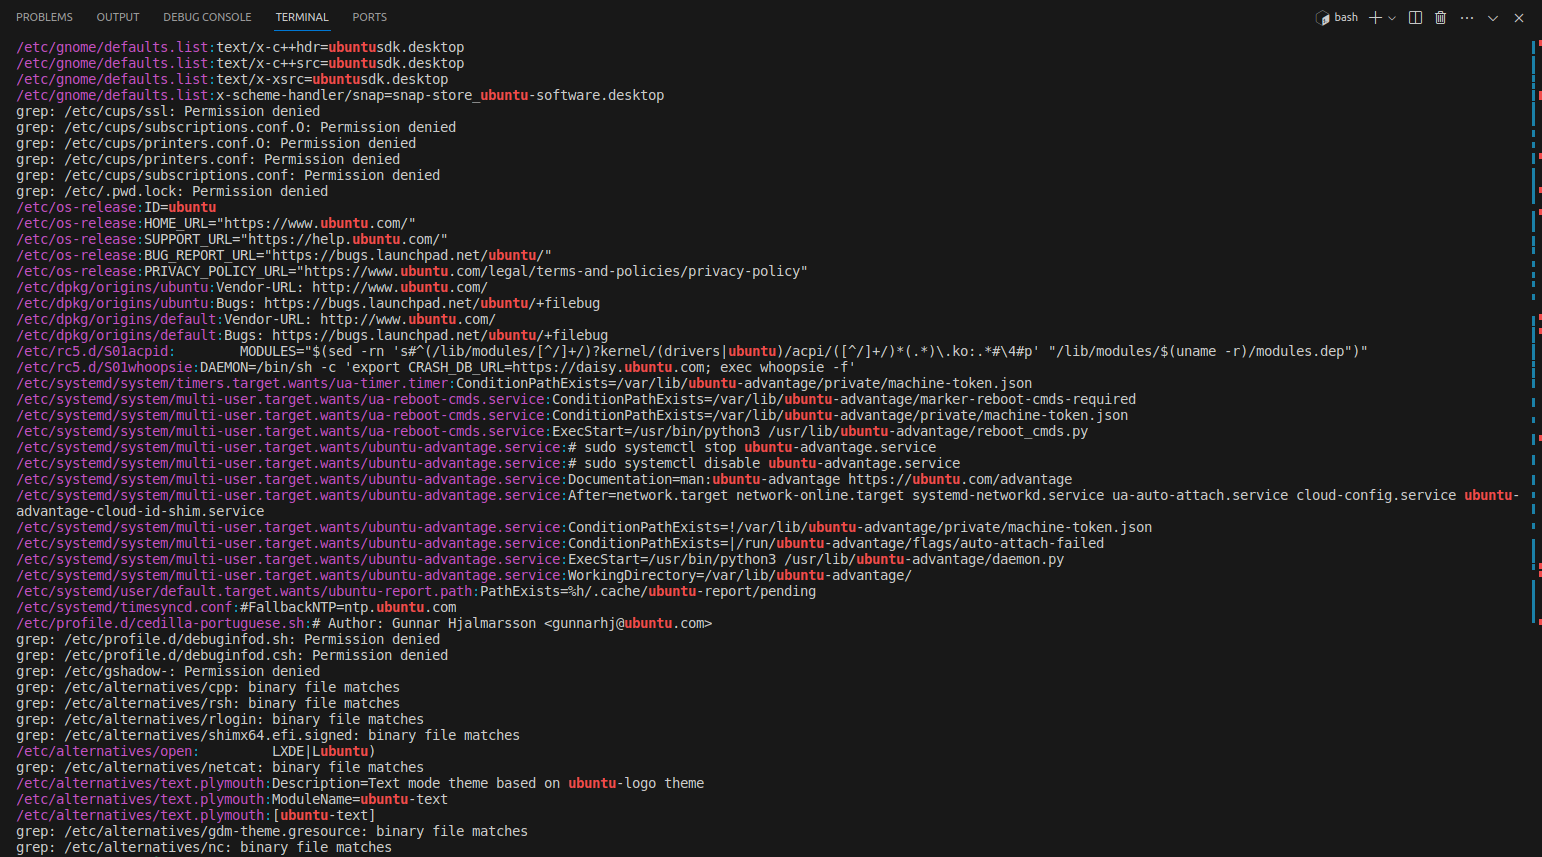 PROBLEMS OUTPUT DEBUG CONSOLE TERMINAL PORTS bash
/etc/gnome/defaults.list:text/x-c++hdr=ubuntusdk.desktop
/etc/gnome/defaults.list:text/x-c++src=ubuntusdk.desktop
/etc/gnome/defaults.list:text/x-xsrc=ubuntusdk.desktop
/etc/gnome/defaults.list:x-scheme-handler/snap=snap-store_ubuntu-software.desktop
grep: /etc/cups/ssl: Permission denied
grep: /etc/cups/subscriptions.conf.O: Permission denied
grep: /etc/cups/printers.conf.O: Permission denied
grep: /etc/cups/printers.conf: Permission denied
grep: /etc/cups/subscriptions.conf: Permission denied
grep: /etc/.pwd.lock: Permission denied
/etc/os-release:ID=ubuntu
/etc/os-release:HOME_URL="https://www.ubuntu.com/"
/etc/os-release:SUPPORT_URL="https://help.ubuntu.com/"
/etc/os-release:BUG_REPORT_URL="https://bugs.launchpad.net/ubuntu/"
/etc/os-release:PRIVACY_POLICY_URL="https://www.ubuntu.com/legal/terms-and-policies/privacy-policy"
/etc/dpkg/origins/ubuntu:Vendor-URL: http://www.ubuntu.com/
/etc/dpkg/origins/ubuntu:Bugs: https://bugs.launchpad.net/ubuntu/+filebug
/etc/dpkg/origins/default:Vendor-URL: http://www.ubuntu.com/
/etc/dpkg/origins/default:Bugs: https://bugs.launchpad.net/ubuntu/+filebug
/etc/rc5.d/S01acpid:        MODULES="$(sed -rn 's#^(/lib/modules/[^/]+/)?kernel/(drivers|ubuntu)/acpi/([^/]+/)*(.*)\.ko:.*#\4#p' "/lib/modules/$(uname -r)/modules.dep")"
/etc/rc5.d/S01whoopsie:DAEMON=/bin/sh -c 'export CRASH_DB_URL=https://daisy.ubuntu.com; exec whoopsie -f'
/etc/systemd/system/timers.target.wants/ua-timer.timer:ConditionPathExists=/var/lib/ubuntu-advantage/private/machine-token.json
/etc/systemd/system/multi-user.target.wants/ua-reboot-cmds.service:ConditionPathExists=/var/lib/ubuntu-advantage/marker-reboot-cmds-required
/etc/systemd/system/multi-user.target.wants/ua-reboot-cmds.service:ConditionPathExists=/var/lib/ubuntu-advantage/private/machine-token.json
/etc/systemd/system/multi-user.target.wants/ua-reboot-cmds.service:ExecStart=/usr/bin/python3 /usr/lib/ubuntu-advantage/reboot_cmds.py
/etc/systemd/system/multi-user.target.wants/ubuntu-advantage.service:# sudo systemctl stop ubuntu-advantage.service
/etc/systemd/system/multi-user.target.wants/ubuntu-advantage.service:# sudo systemctl disable ubuntu-advantage.service
/etc/systemd/system/multi-user.target.wants/ubuntu-advantage.service:Documentation=man:ubuntu-advantage https://ubuntu.com/advantage
/etc/systemd/system/multi-user.target.wants/ubuntu-advantage.service:After=network.target network-online.target systemd-networkd.service ua-auto-attach.service cloud-config.service ubuntu-
advantage-cloud-id-shim.service
/etc/systemd/system/multi-user.target.wants/ubuntu-advantage.service:ConditionPathExists=!/var/lib/ubuntu-advantage/private/machine-token.json
/etc/systemd/system/multi-user.target.wants/ubuntu-advantage.service:ConditionPathExists=|/run/ubuntu-advantage/flags/auto-attach-failed
/etc/systemd/system/multi-user.target.wants/ubuntu-advantage.service:ExecStart=/usr/bin/python3 /usr/lib/ubuntu-advantage/daemon.py
/etc/systemd/system/multi-user.target.wants/ubuntu-advantage.service:WorkingDirectory=/var/lib/ubuntu-advantage/
/etc/systemd/user/default.target.wants/ubuntu-report.path:PathExists=%h/.cache/ubuntu-report/pending
/etc/systemd/timesyncd.conf:#FallbackNTP=ntp.ubuntu.com
/etc/profile.d/cedilla-portuguese.sh:# Author: Gunnar Hjalmarsson <gunnarhj@ubuntu.com>
grep: /etc/profile.d/debuginfod.sh: Permission denied
grep: /etc/profile.d/debuginfod.csh: Permission denied
grep: /etc/gshadow-: Permission denied
grep: /etc/alternatives/cpp: binary file matches
grep: /etc/alternatives/rsh: binary file matches
grep: /etc/alternatives/rlogin: binary file matches
grep: /etc/alternatives/shimx64.efi.signed: binary file matches
/etc/alternatives/open:         LXDE|Lubuntu)
grep: /etc/alternatives/netcat: binary file matches
/etc/alternatives/text.plymouth:Description=Text mode theme based on ubuntu-logo theme
/etc/alternatives/text.plymouth:ModuleName=ubuntu-text
/etc/alternatives/text.plymouth:[ubuntu-text]
grep: /etc/alternatives/gdm-theme.gresource: binary file matches
grep: /etc/alternatives/nc: binary file matches